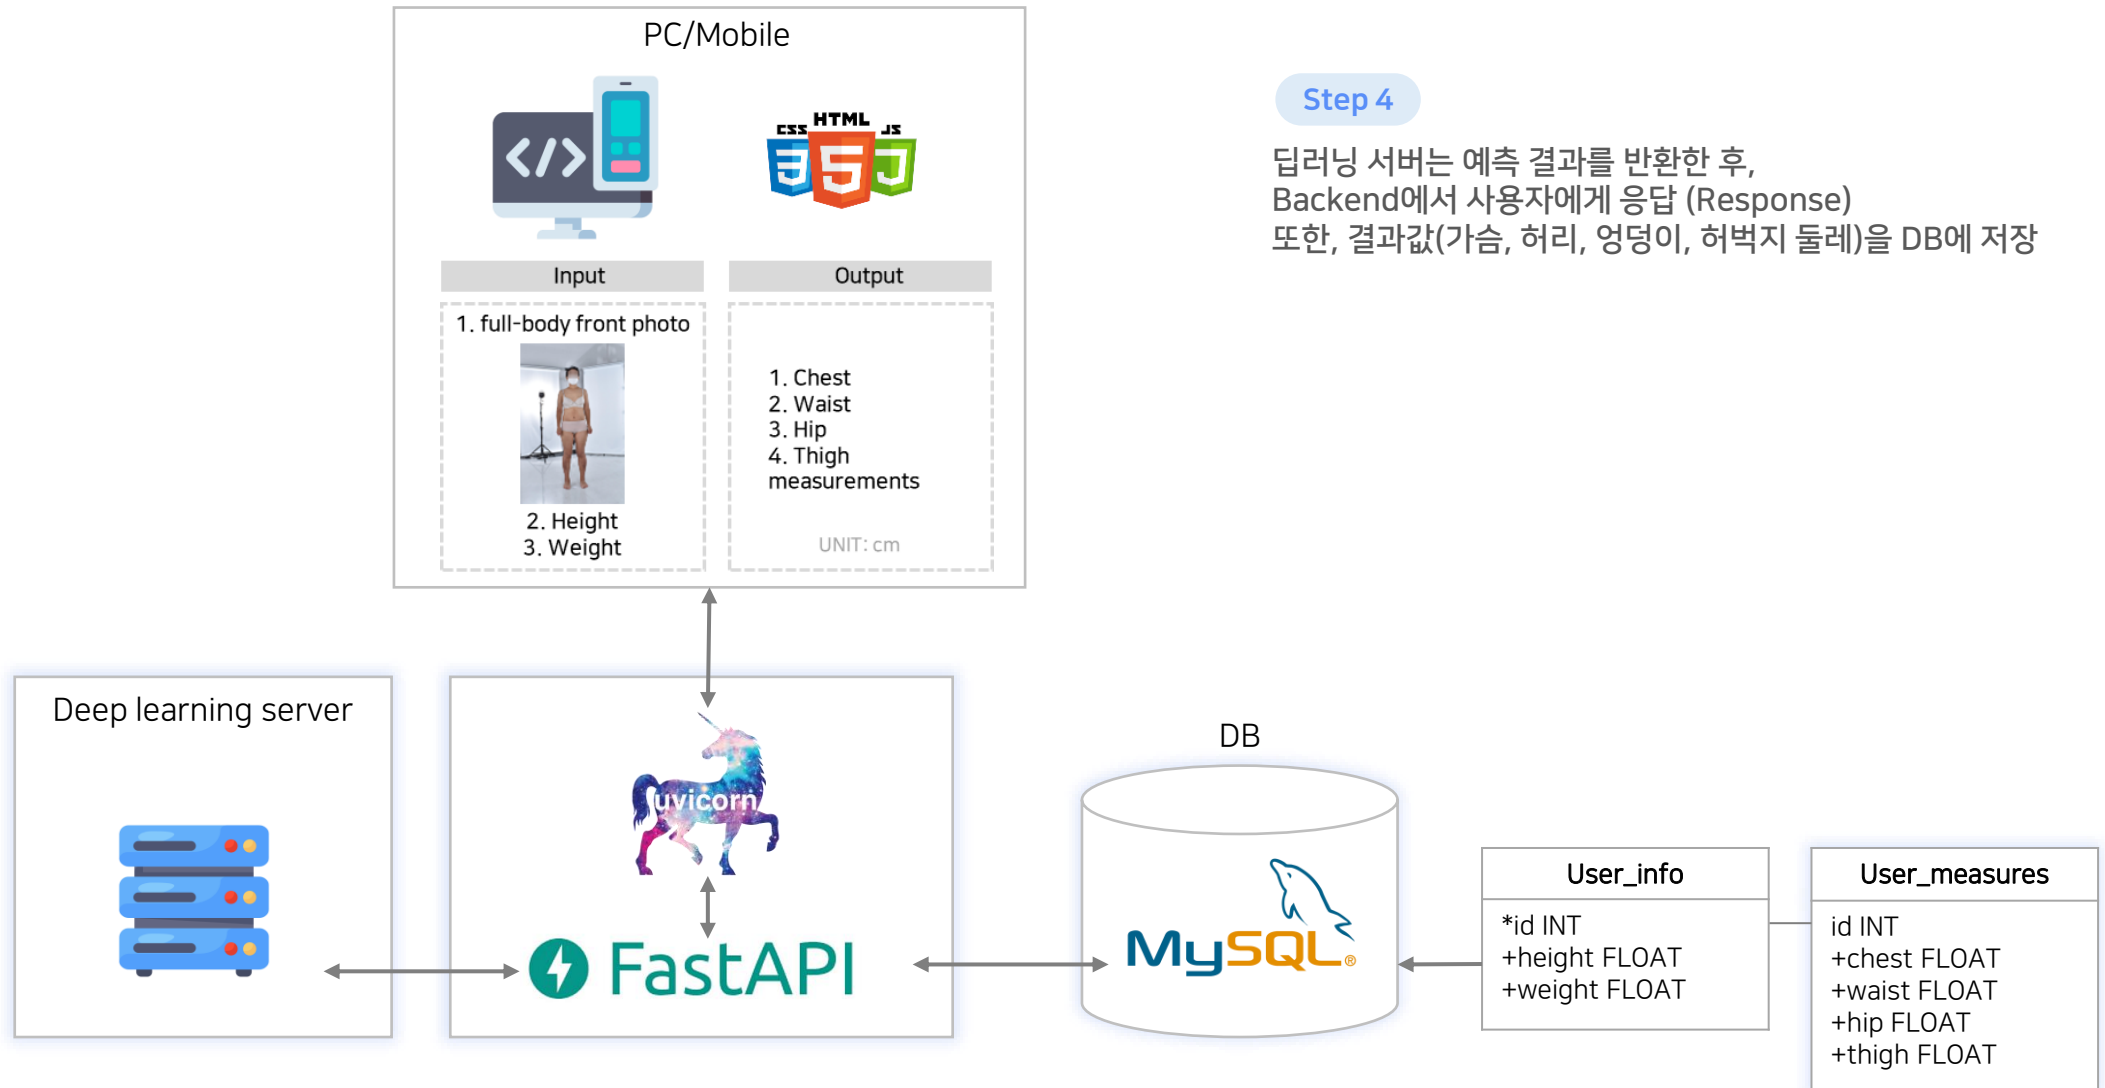 PC/Mobile
CSS HTML JS
Input
Output
1. full-body front photo
2. Height
3. Weight
1. Chest
2. Waist
3. Hip
4. Thigh
measurements
UNIT: cm
Step 4
딥러닝 서버는 예측 결과를 반환한 후,
Backend에서 사용자에게 응답 (Response)
또한, 결과값(가슴, 허리, 엉덩이, 허벅지 둘레)을 DB에 저장
Deep learning server
uvicorn
FastAPI
DB
MySQL®
User_info
*id INT
+height FLOAT
+weight FLOAT
User_measures
id INT
+chest FLOAT
+waist FLOAT
+hip FLOAT
+thigh FLOAT